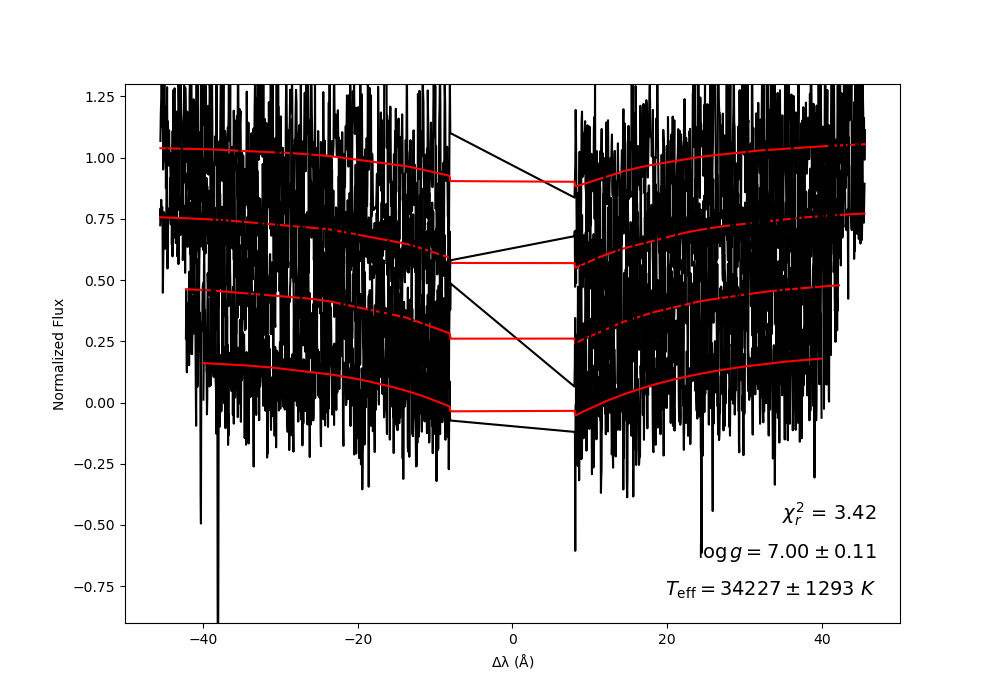 1.25
1.00
0.75
0.50
0.25
0.00
−0.25
−0.50
−0.75
Normalized Flux
−40
−20
0
20
40
Δλ (Å)
χ²ᵣ = 3.42
log g = 7.00 ± 0.11
T_eff = 34227 ± 1293 K